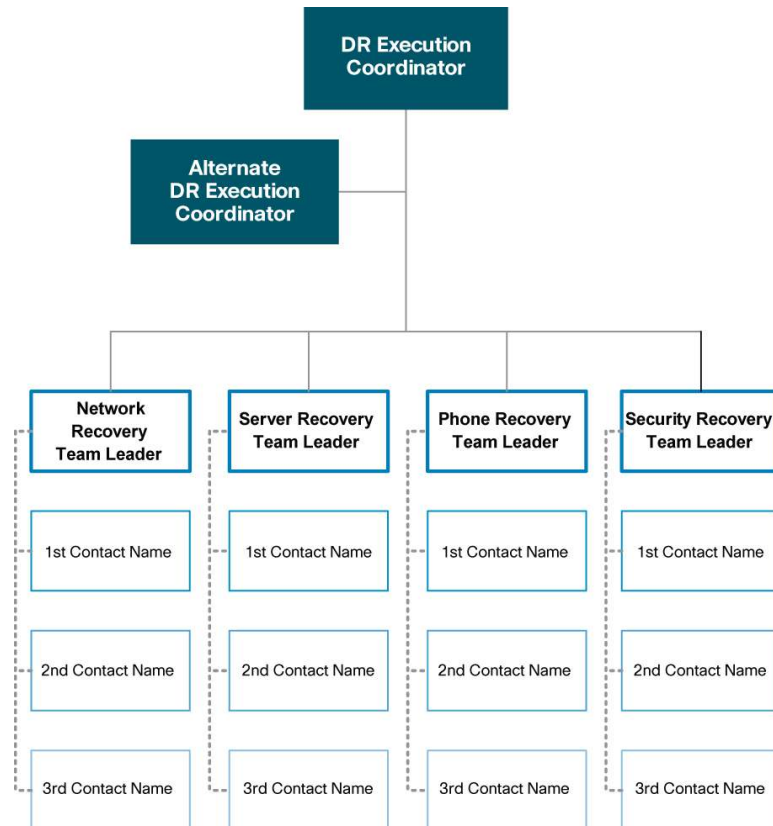 DR Execution
Coordinator
Alternate
DR Execution
Coordinator
Network
Recovery
Team Leader
Server Recovery
Team Leader
Phone Recovery
Team Leader
Security Recovery
Team Leader
1st Contact Name
1st Contact Name
1st Contact Name
1st Contact Name
2nd Contact Name
2nd Contact Name
2nd Contact Name
2nd Contact Name
3rd Contact Name
3rd Contact Name
3rd Contact Name
3rd Contact Name